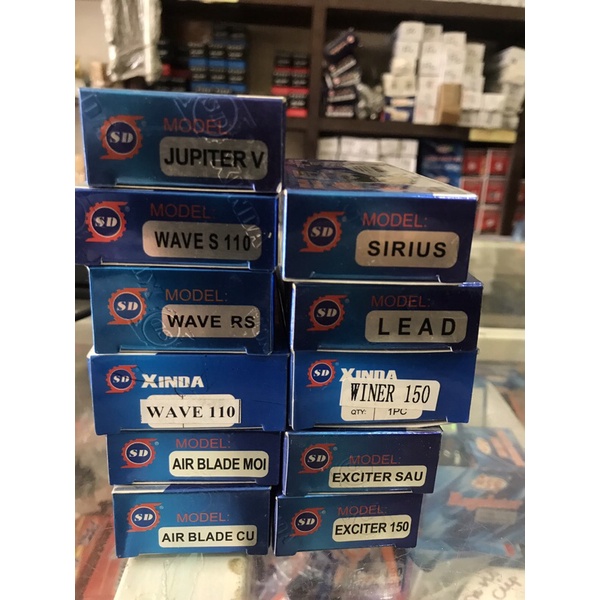 SD
MODEL:
JUPITER V
SD
MODEL:
WAVE S 110
SD
MODEL:
WAVE RS
SD
XINDA
WAVE 110
SD
MODEL:
AIR BLADE MOI
SD
MODEL:
AIR BLADE CU
SD
MODEL:
SIRIUS
SD
MODEL:
LEAD
SD
XINDA
WINER 150
QTY: 1PC
SD
MODEL:
EXCITER SAU
SD
MODEL:
EXCITER 150